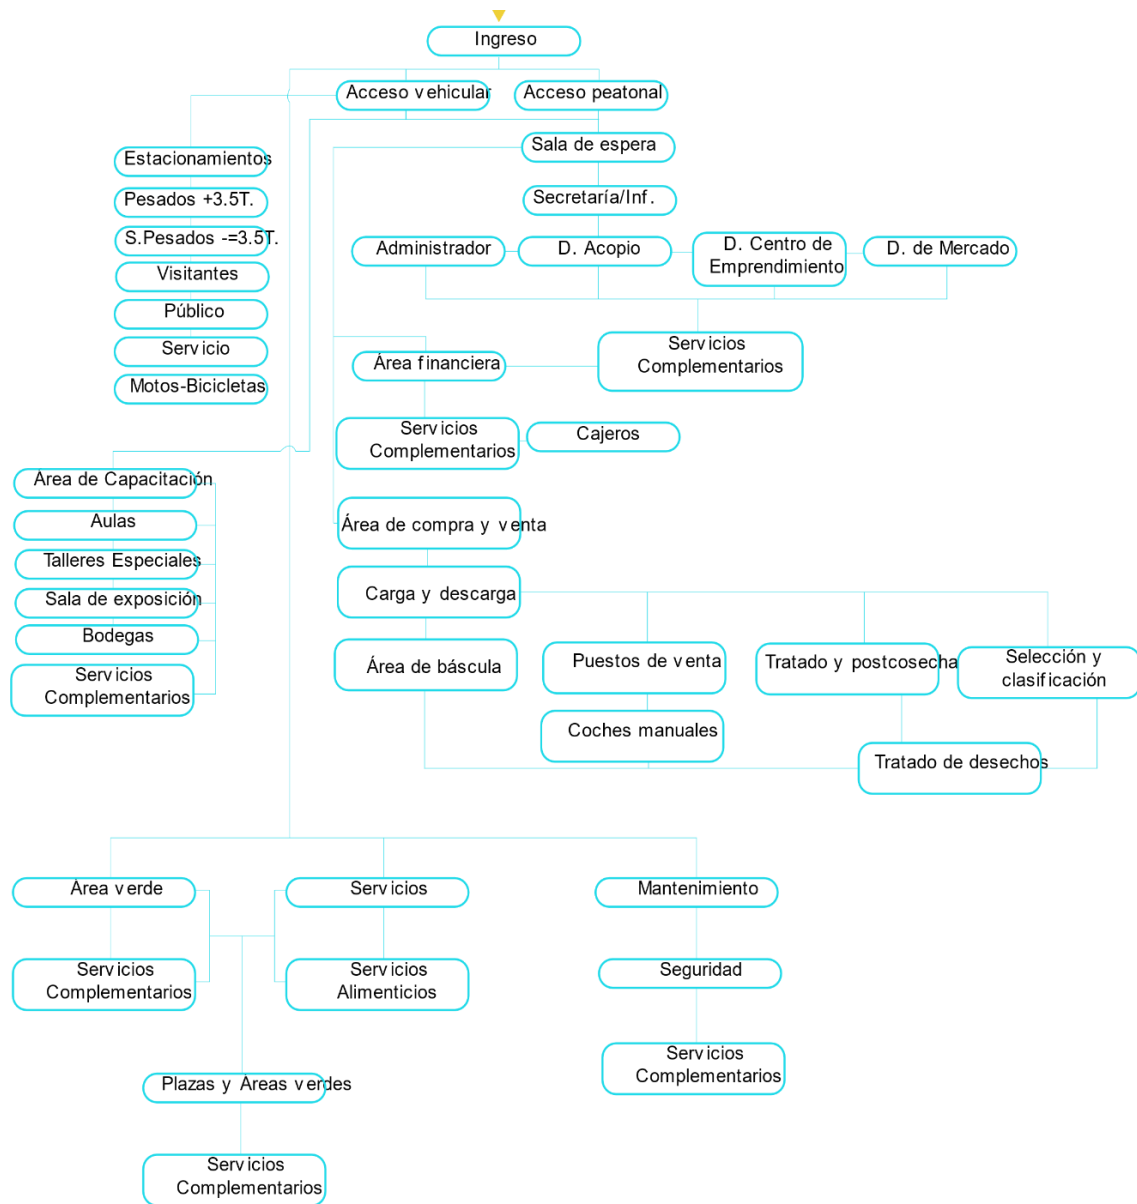 Ingreso
Acceso vehicular
Acceso peatonal
Sala de espera
Estacionamientos
Pesados +3.5T.
S.Pesados -=3.5T.
Visitantes
Público
Servicio
Motos-Bicicletas
Secretaría/Inf.
Administrador
D. Acopio
D. Centro de
Emprendimiento
D. de Mercado
Servicios
Complementarios
Área financiera
Servicios
Complementarios
Cajeros
Área de Capacitación
Aulas
Talleres Especiales
Sala de exposición
Bodegas
Servicios
Complementarios
Área de compra y venta
Carga y descarga
Área de báscula
Puestos de venta
Tratado y postcosecha
Selección y
clasificación
Coches manuales
Tratado de desechos
Área verde
Servicios
Mantenimiento
Servicios
Complementarios
Servicios
Alimenticios
Seguridad
Servicios
Complementarios
Plazas y Áreas verdes
Servicios
Complementarios